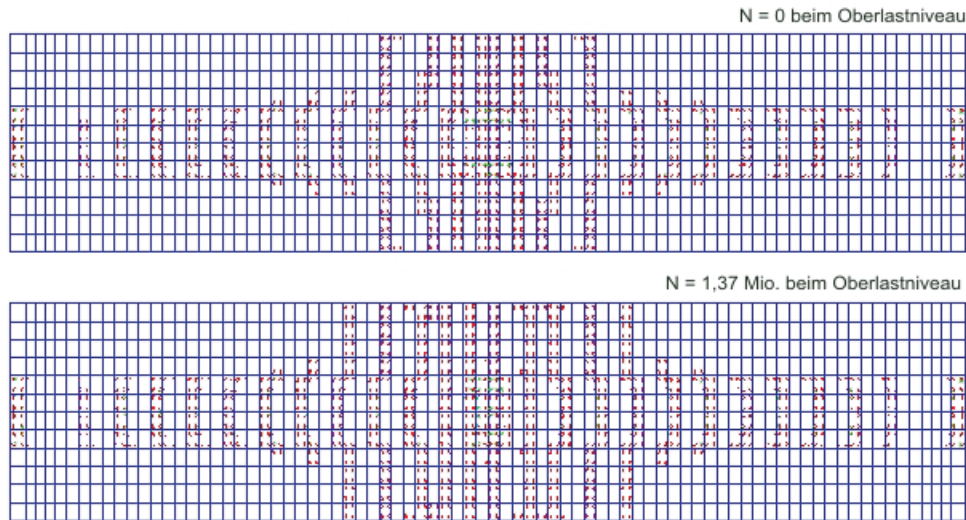 N = 0 beim Oberlastniveau
N = 1,37 Mio. beim Oberlastniveau